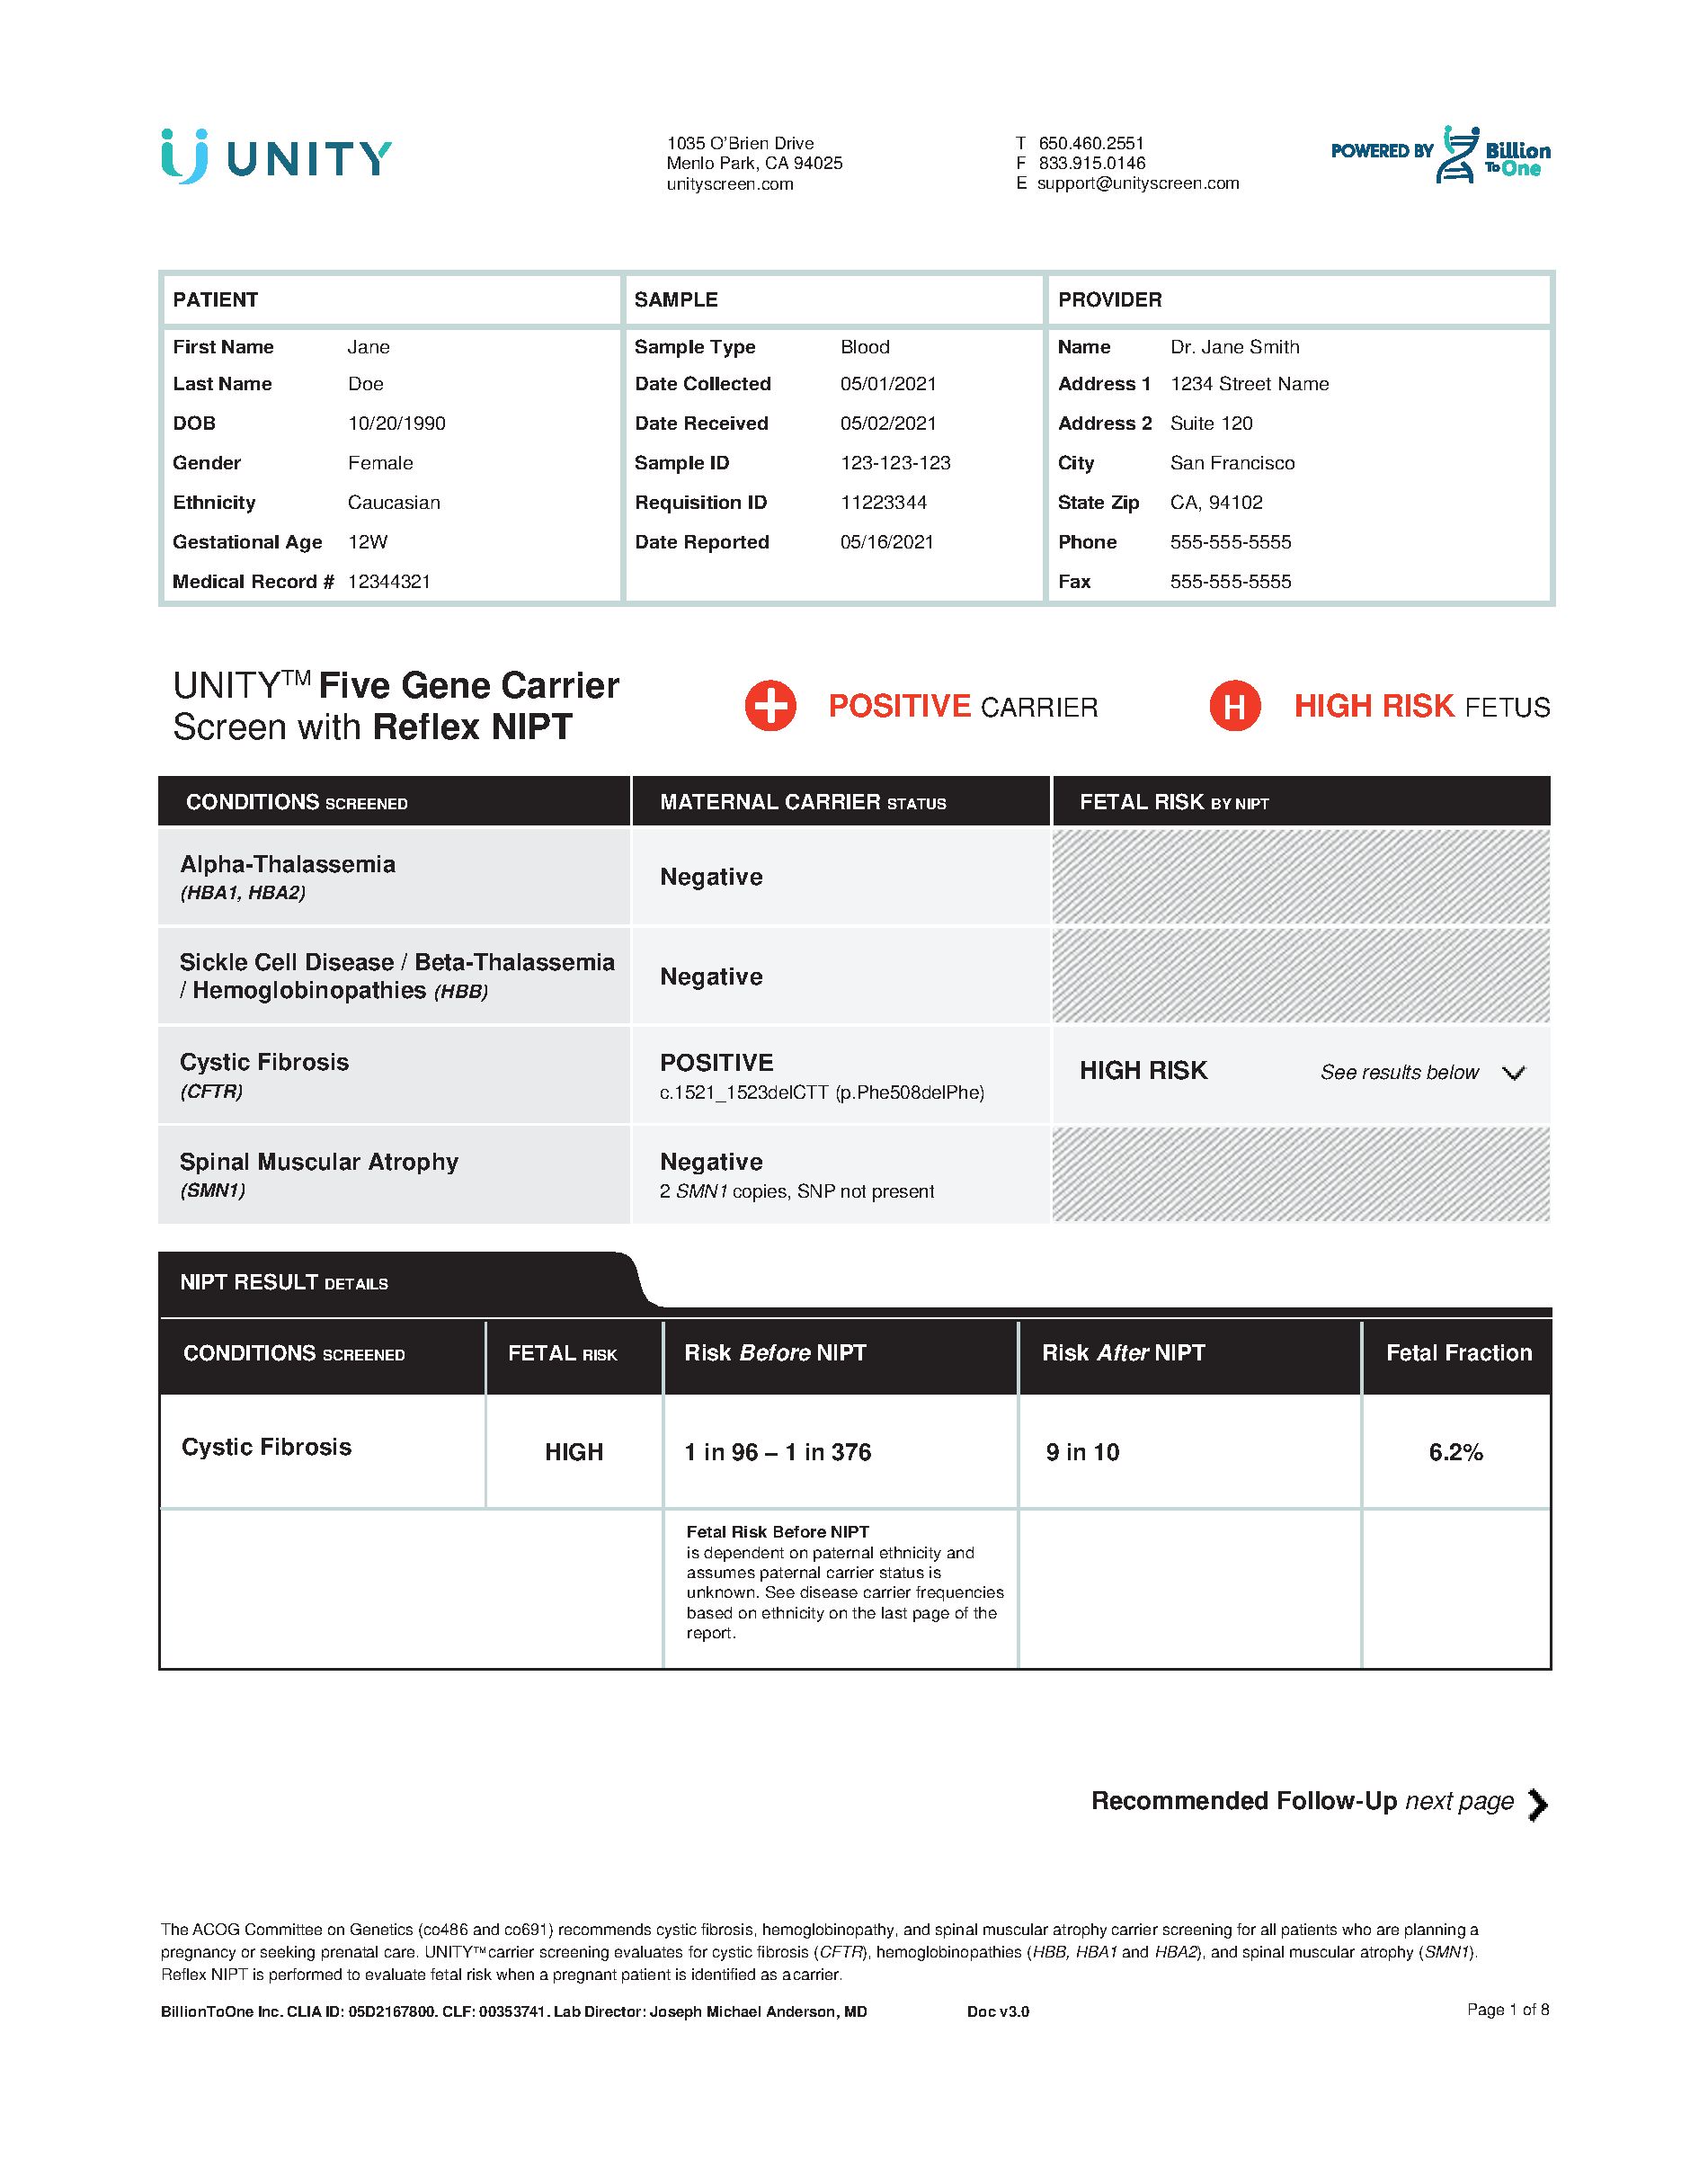 UNITY
1035 O'Brien Drive
Menlo Park, CA 94025
unityscreen.com
T 650.460.2551
F 833.915.0146
E support@unityscreen.com
POWERED BY Billion
To One
PATIENT
First Name Jane
Last Name Doe
DOB 10/20/1990
Gender Female
Ethnicity Caucasian
Gestational Age 12W
Medical Record # 12344321
SAMPLE
Sample Type Blood
Date Collected 05/01/2021
Date Received 05/02/2021
Sample ID 123-123-123
Requisition ID 11223344
Date Reported 05/16/2021
PROVIDER
Name Dr. Jane Smith
Address 1 1234 Street Name
Address 2 Suite 120
City San Francisco
State Zip CA, 94102
Phone 555-555-5555
Fax 555-555-5555
UNITY™ Five Gene Carrier
Screen with Reflex NIPT
POSITIVE CARRIER
H HIGH RISK FETUS
CONDITIONS SCREENED MATERNAL CARRIER STATUS FETAL RISK BY NIPT
Alpha-Thalassemia
(HBA1, HBA2)
Negative
Sickle Cell Disease / Beta-Thalassemia
/ Hemoglobinopathies (HBB)
Negative
Cystic Fibrosis
(CFTR)
POSITIVE
c.1521_1523delCTT (p.Phe508delPhe)
HIGH RISK See results below
Spinal Muscular Atrophy
(SMN1)
Negative
2 SMN1 copies, SNP not present
NIPT RESULT DETAILS
CONDITIONS SCREENED FETAL RISK Risk Before NIPT Risk After NIPT Fetal Fraction
Cystic Fibrosis HIGH 1 in 96 – 1 in 376 9 in 10 6.2%
Fetal Risk Before NIPT
is dependent on paternal ethnicity and
assumes paternal carrier status is
unknown. See disease carrier frequencies
based on ethnicity on the last page of the
report.
Recommended Follow-Up next page
The ACOG Committee on Genetics (co486 and co691) recommends cystic fibrosis, hemoglobinopathy, and spinal muscular atrophy carrier screening for all patients who are planning a
pregnancy or seeking prenatal care. UNITY™ carrier screening evaluates for cystic fibrosis (CFTR), hemoglobinopathies (HBB, HBA1 and HBA2), and spinal muscular atrophy (SMN1).
Reflex NIPT is performed to evaluate fetal risk when a pregnant patient is identified as a carrier.
BillionToOne Inc. CLIA ID: 05D2167800. CLF: 00353741. Lab Director: Joseph Michael Anderson, MD Doc v3.0 Page 1 of 8